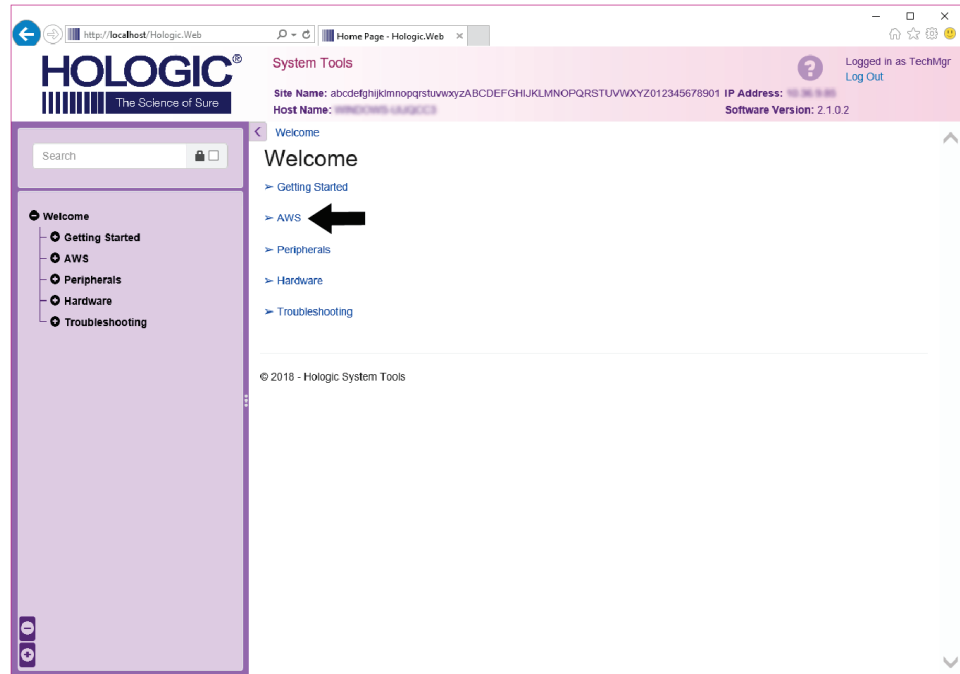 http://localhost/Hologic.Web
Home Page - Hologic.Web
HOLOGIC®
The Science of Sure
System Tools
Logged in as TechMgr
Log Out
Site Name: abcdefghijklmnopqrstuvwxyzABCDEFGHIJKLMNOPQRSTUVWXYZ012345678901 IP Address:
Host Name:
Software Version: 2.1.0.2
Search
Welcome
Getting Started
AWS
Peripherals
Hardware
Troubleshooting
Welcome
Welcome
➢ Getting Started
➢ AWS
➢ Peripherals
➢ Hardware
➢ Troubleshooting
© 2018 - Hologic System Tools